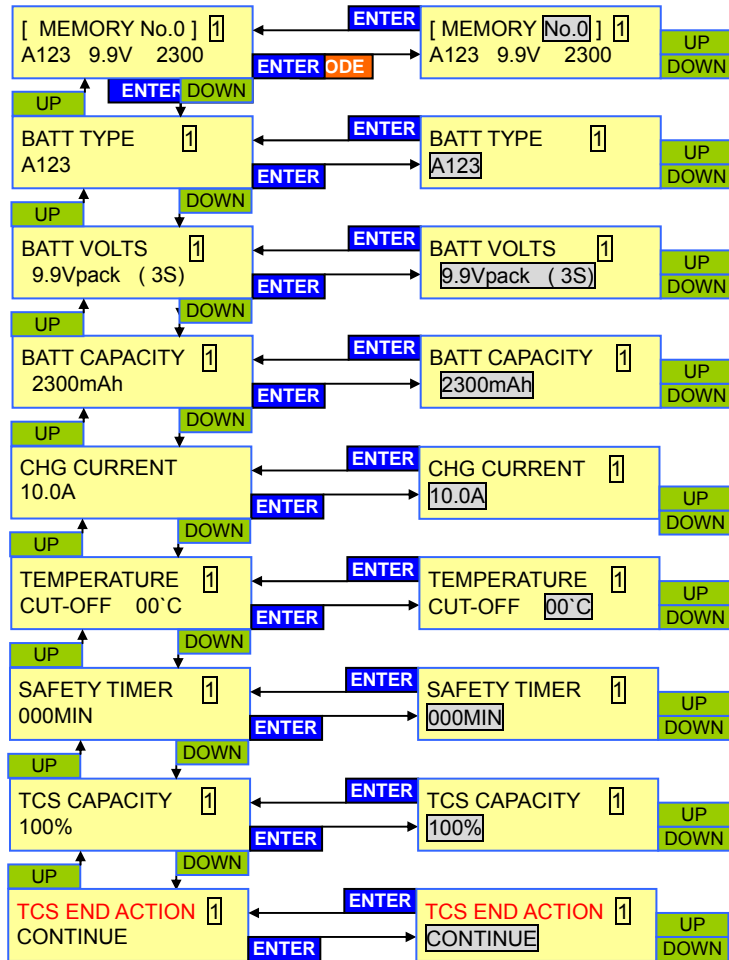 [ MEMORY No.0 ] 1
A123 9.9V 2300
ENTER
ENTER ODE
[ MEMORY No.0 ] 1
A123 9.9V 2300
UP
DOWN
UP
ENTER DOWN
BATT TYPE 1
A123
ENTER
ENTER
BATT TYPE 1
A123
UP
DOWN
UP
DOWN
BATT VOLTS 1
9.9Vpack ( 3S)
ENTER
ENTER
BATT VOLTS 1
9.9Vpack ( 3S)
UP
DOWN
UP
DOWN
BATT CAPACITY 1
2300mAh
ENTER
ENTER
BATT CAPACITY 1
2300mAh
UP
DOWN
UP
DOWN
CHG CURRENT
10.0A
ENTER
ENTER
CHG CURRENT 1
10.0A
UP
DOWN
UP
DOWN
TEMPERATURE 1
CUT-OFF 00`C
ENTER
ENTER
TEMPERATURE 1
CUT-OFF 00`C
UP
DOWN
UP
DOWN
SAFETY TIMER 1
000MIN
ENTER
ENTER
SAFETY TIMER 1
000MIN
UP
DOWN
UP
DOWN
TCS CAPACITY 1
100%
ENTER
ENTER
TCS CAPACITY 1
100%
UP
DOWN
UP
DOWN
TCS END ACTION 1
CONTINUE
ENTER
ENTER
TCS END ACTION 1
CONTINUE
UP
DOWN